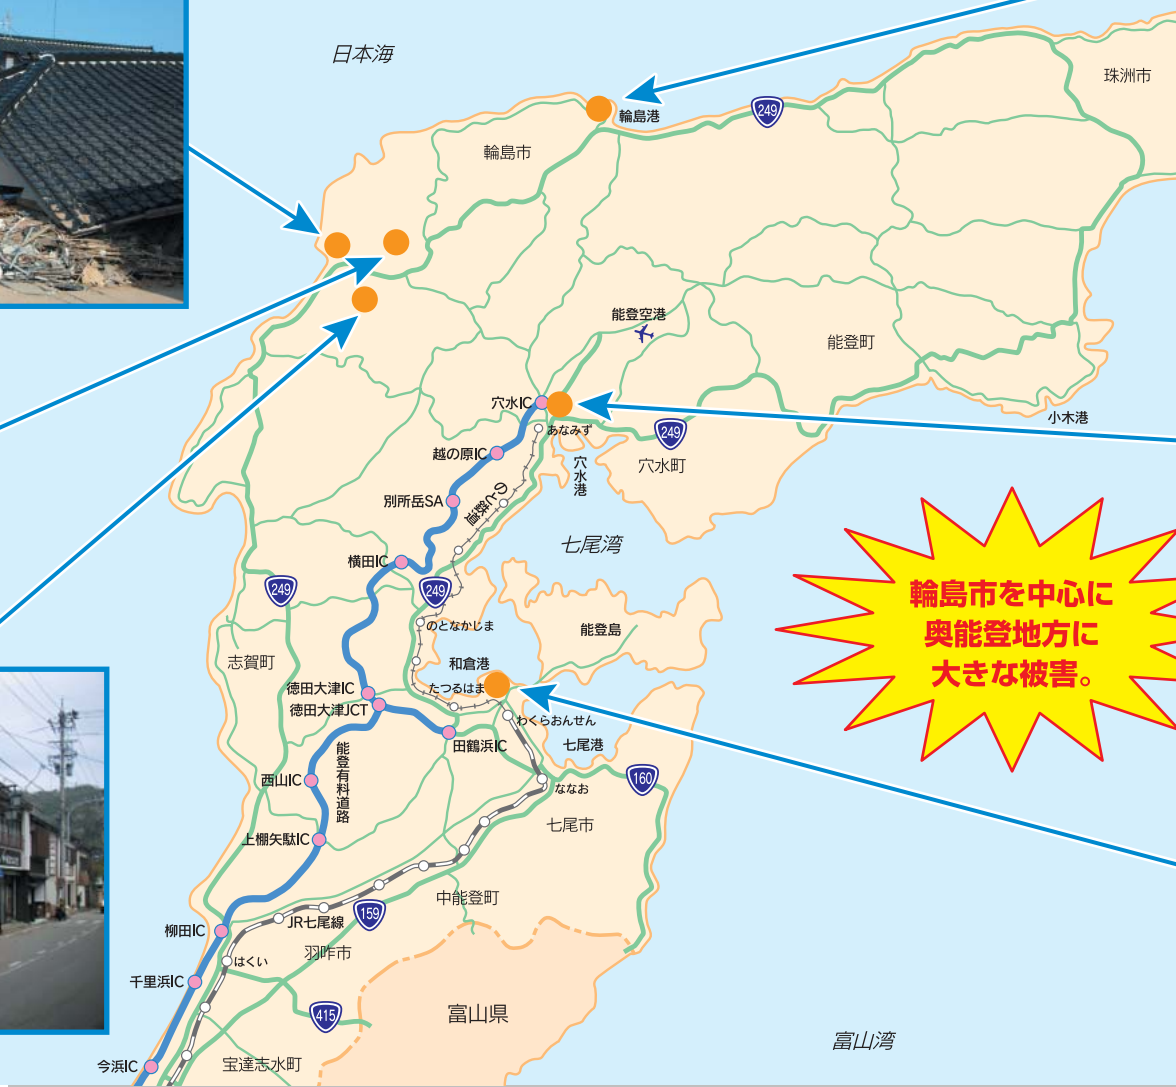 日本海
珠洲市
249
輪島港
輪島市
能登空港
能登町
穴水IC
あなみず
249
小木港
越の原IC
穴水港
穴水町
別所岳SA
のと鉄道
七尾湾
横田IC
249
249
輪島市を中心に
奥能登地方に
大きな被害。
のとなかじま
能登島
志賀町
和倉港
徳田大津IC
たつるはま
徳田大津JCT
わくらおんせん
田鶴浜IC
七尾港
能登有料道路
西山IC
160
ななお
七尾市
上棚矢駄IC
中能登町
159
JR七尾線
柳田IC
羽咋市
はくい
千里浜IC
415
富山県
富山湾
宝達志水町
今浜IC